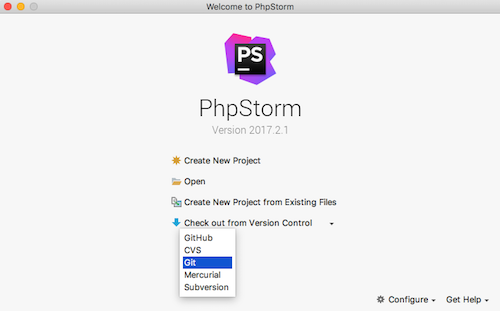 Welcome to PhpStorm
PS
PhpStorm
Version 2017.2.1
Create New Project
Open
Create New Project from Existing Files
Check out from Version Control
GitHub
CVS
Git
Mercurial
Subversion
Configure Get Help